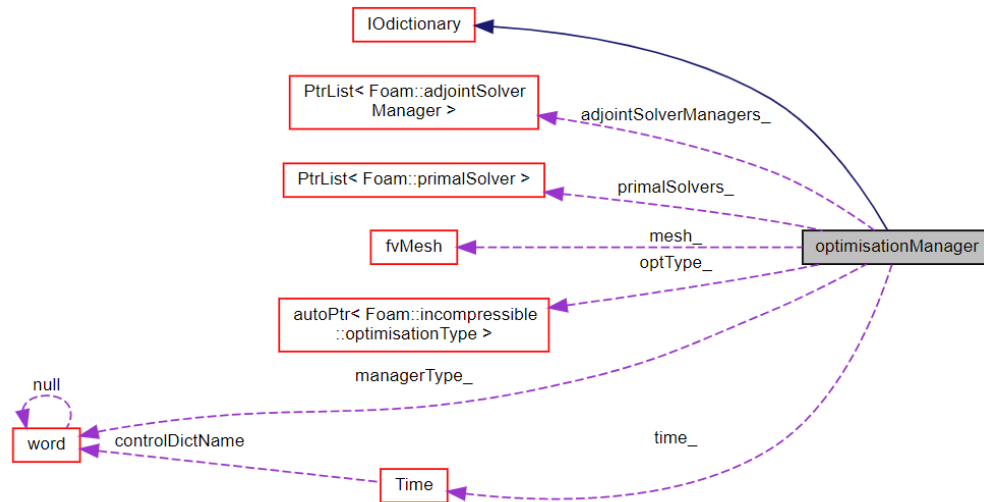 IOdictionary
PtrList< Foam::adjointSolver
Manager >
adjointSolverManagers_
PtrList< Foam::primalSolver >
primalSolvers_
fvMesh
mesh_
optimisationManager
optType_
autoPtr< Foam::incompressible
::optimisationType >
managerType_
null
word
controlDictName
time_
Time